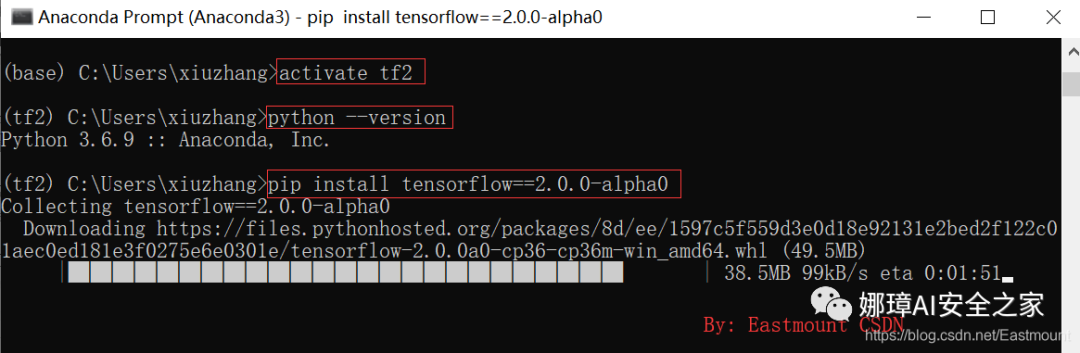 Anaconda Prompt (Anaconda3) - pip  install tensorflow==2.0.0-alpha0
(base) C:\Users\xiuzhang>activate tf2
(tf2) C:\Users\xiuzhang>python --version
Python 3.6.9 :: Anaconda, Inc.
(tf2) C:\Users\xiuzhang>pip install tensorflow==2.0.0-alpha0
Collecting tensorflow==2.0.0-alpha0
  Downloading https://files.pythonhosted.org/packages/8d/ee/1597c5f559d3e0d18e92131e2bed2f122c0
1aec0ed181e3f0275e6e0301e/tensorflow-2.0.0a0-cp36-cp36m-win_amd64.whl (49.5MB)
| 38.5MB 99kB/s eta 0:01:51
娜璋AI安全之家
By: Eastmount CSDN
https://blog.csdn.net/Eastmount